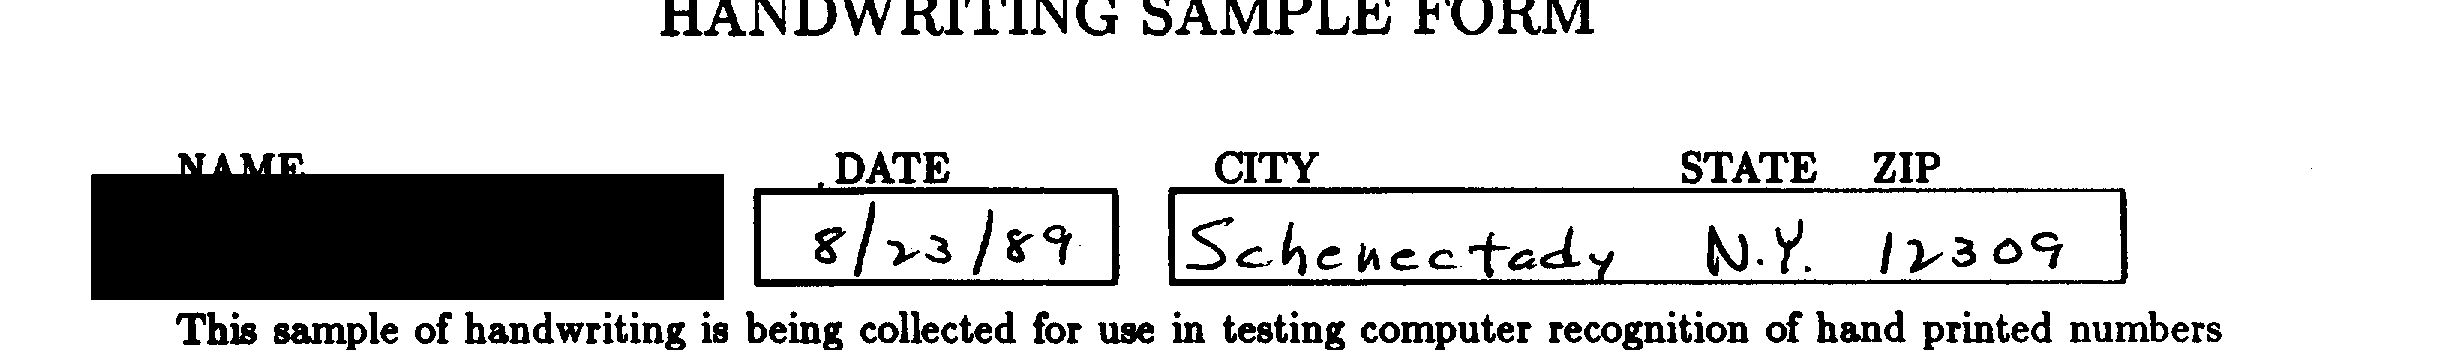 HANDWRITING SAMPLE FORM
NAME DATE CITY STATE ZIP
8/23/89 Schenectady N.Y. 12309
This sample of handwriting is being collected for use in testing computer recognition of hand printed numbers